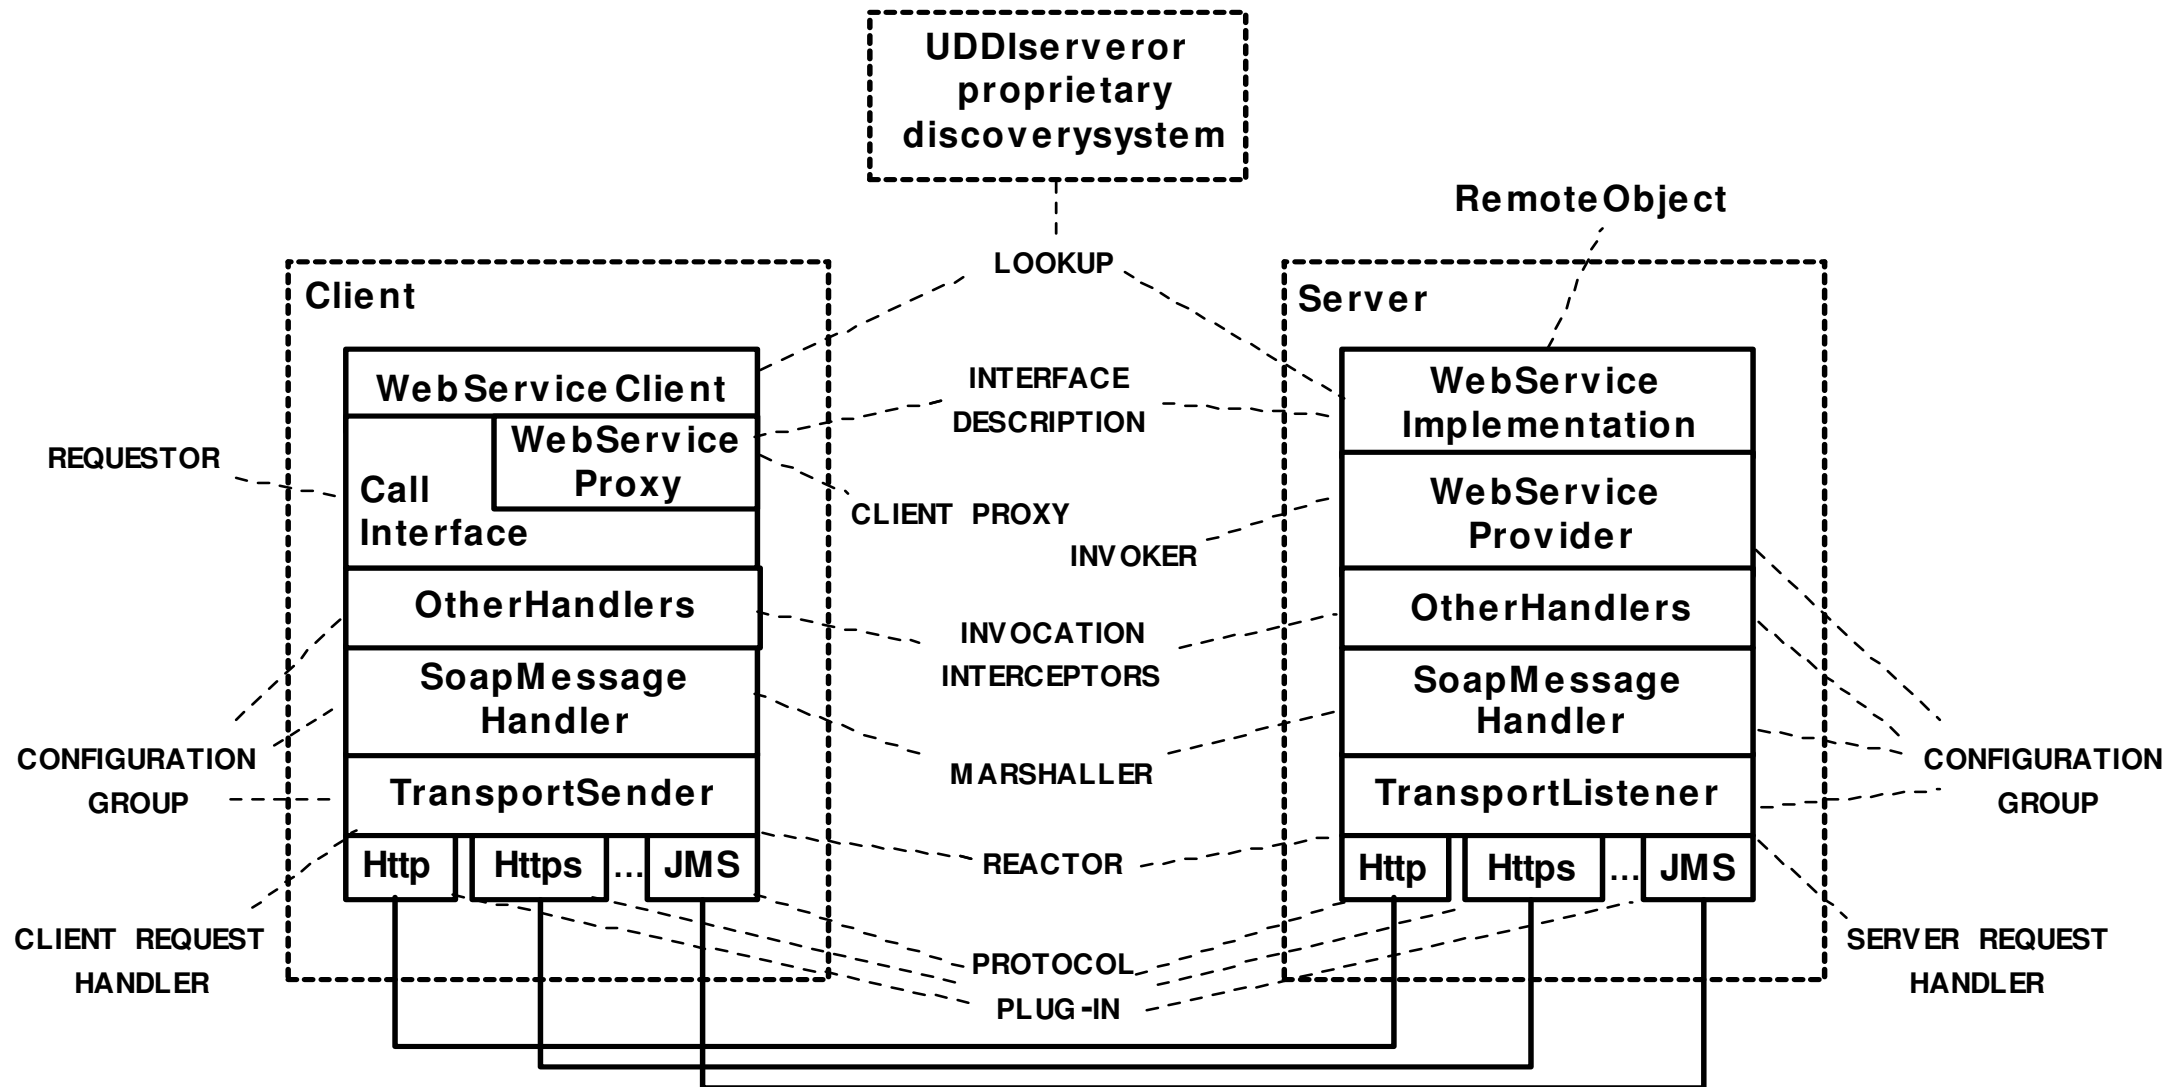 UDDIserveror
proprietary
discoverysystem
RemoteObject
LOOKUP
Client
Server
WebServiceClient
INTERFACE
DESCRIPTION
WebService
Implementation
WebService
Proxy
REQUESTOR
Call
Interface
CLIENT PROXY
WebService
Provider
INVOKER
OtherHandlers
INVOCATION
INTERCEPTORS
OtherHandlers
SoapMessage
Handler
SoapMessage
Handler
CONFIGURATION
GROUP
MARSHALLER
CONFIGURATION
GROUP
TransportSender
TransportListener
Http
Https
...
JMS
REACTOR
Http
Https
...
JMS
CLIENT REQUEST
HANDLER
PROTOCOL
PLUG-IN
SERVER REQUEST
HANDLER